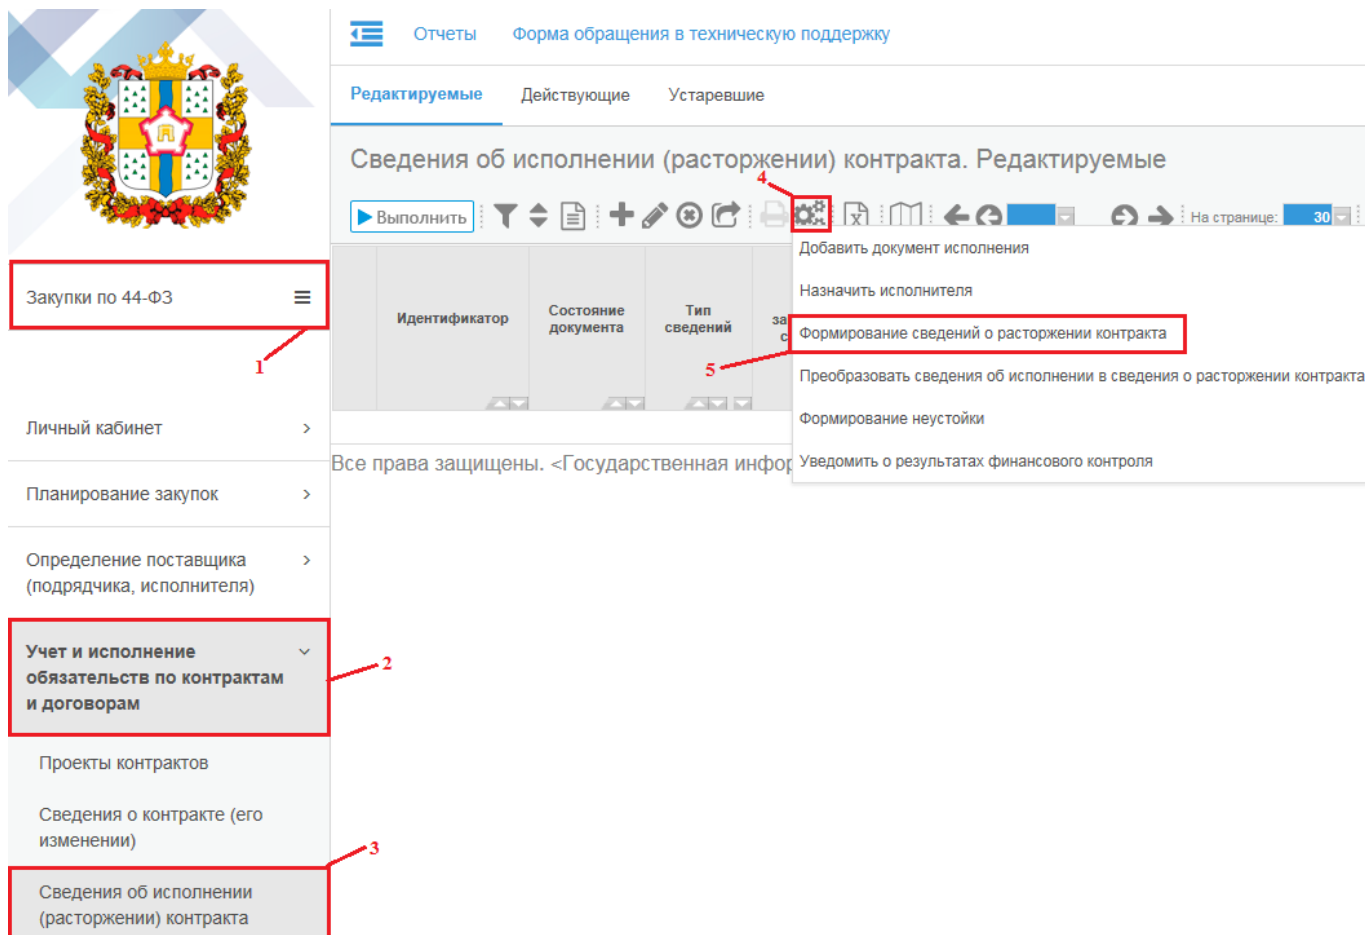 Отчеты Форма обращения в техническую поддержку
Редактируемые Действующие Устаревшие
Сведения об исполнении (расторжении) контракта. Редактируемые
4
Выполнить На странице: 30
Добавить документ исполнения
Назначить исполнителя
Формирование сведений о расторжении контракта
5
Преобразовать сведения об исполнении в сведения о расторжении контракта
Формирование неустойки
Уведомить о результатах финансового контроля
Идентификатор
Состояние
документа
Тип
сведений
Все права защищены. <Государственная
Закупки по 44-ФЗ
1
Личный кабинет
Планирование закупок
Определение поставщика
(подрядчика, исполнителя)
Учет и исполнение
обязательств по контрактам
и договорам
2
Проекты контрактов
Сведения о контракте (его
изменении)
3
Сведения об исполнении
(расторжении) контракта